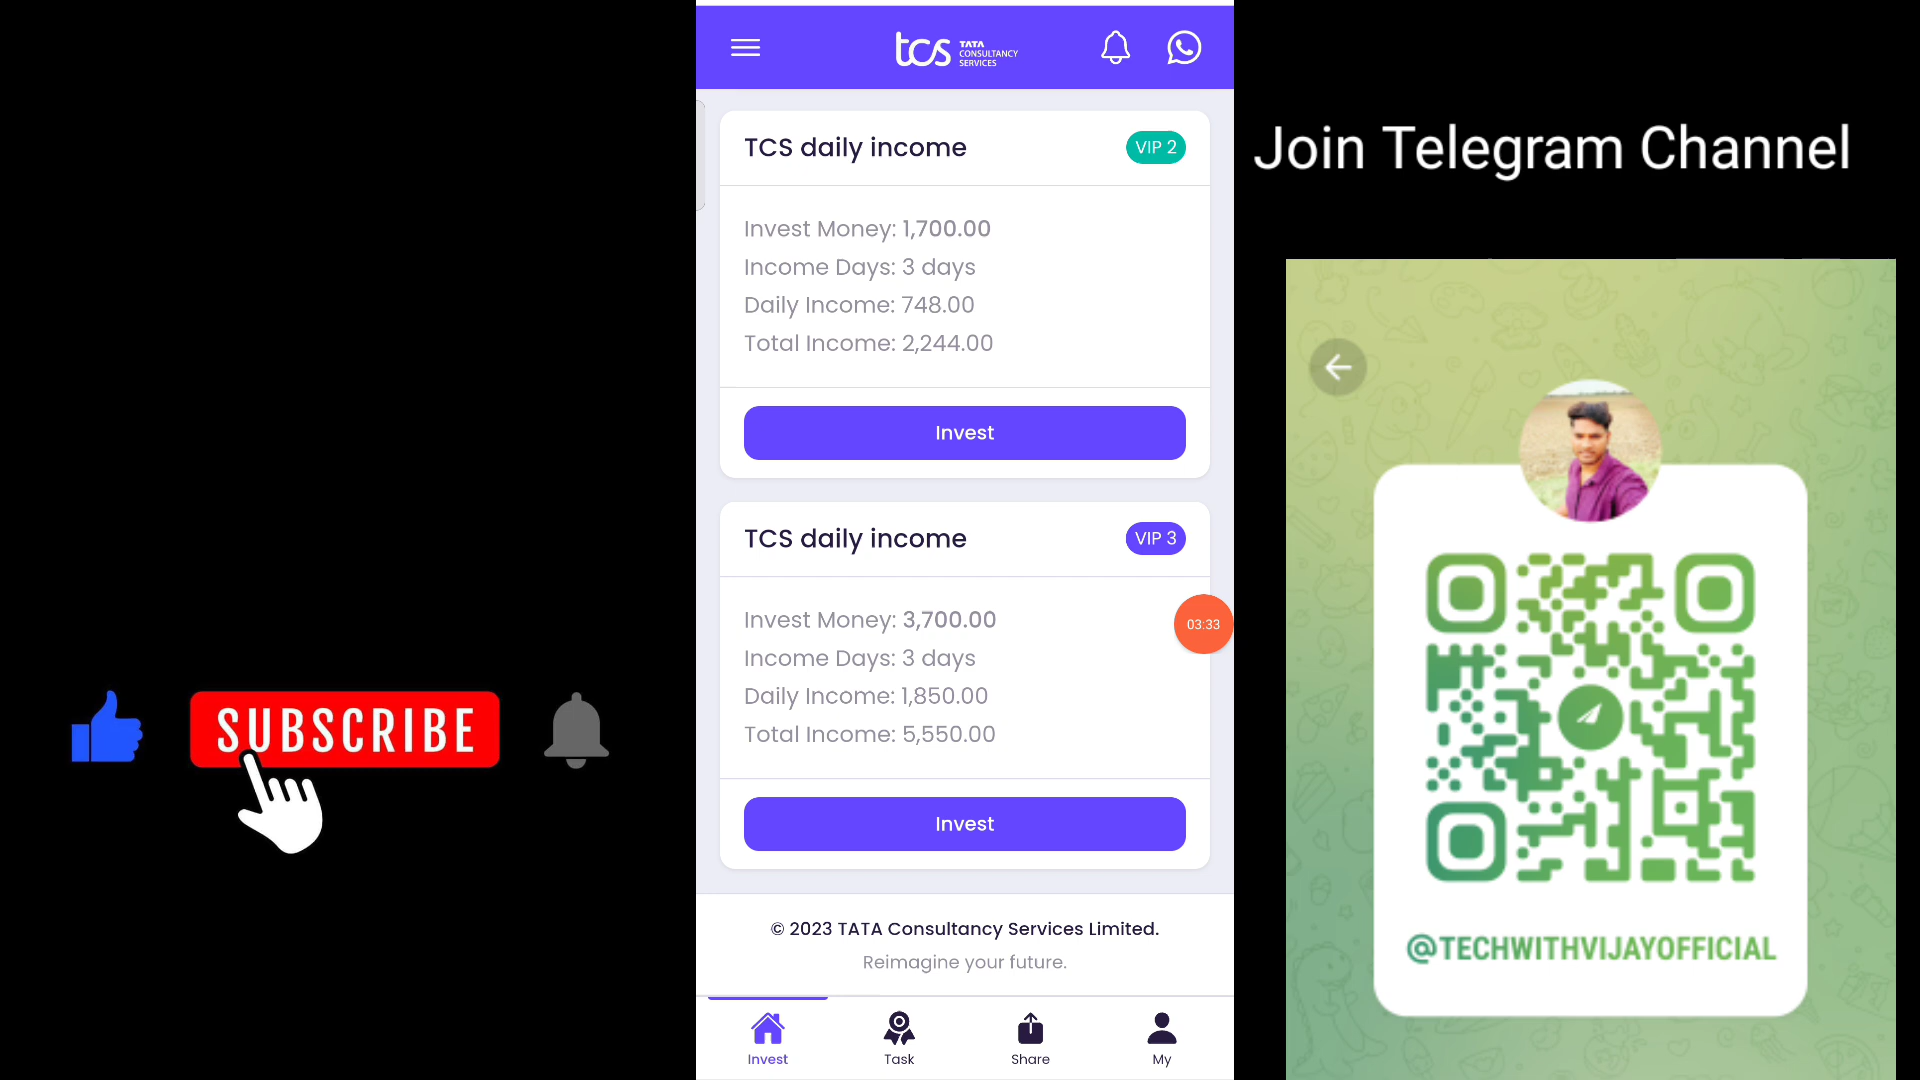 tcs TATA
CONSULTANCY
SERVICES
TCS daily income
VIP 2
Invest Money: 1,700.00
Income Days: 3 days
Daily Income: 748.00
Total Income: 2,244.00
Invest
TCS daily income
VIP 3
Invest Money: 3,700.00
Income Days: 3 days
Daily Income: 1,850.00
Total Income: 5,550.00
03:33
Invest
© 2023 TATA Consultancy Services Limited.
Reimagine your future.
Invest
Task
Share
My
SUBSCRIBE
Join Telegram Channel
@TECHWITHVIJAYOFFICIAL